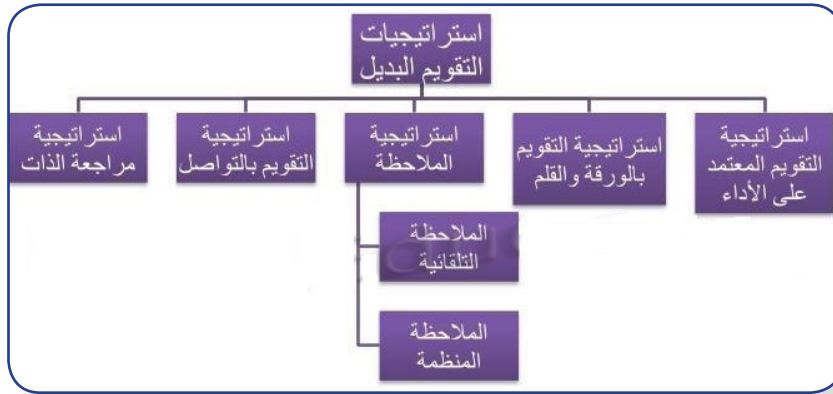 استراتيجيات
التقويم البديل
استراتيجية
التقويم المعتمد
على الأداء
استراتيجية التقويم
بالورقة والقلم
استراتيجية
الملاحظة
استراتيجية
التقويم بالتواصل
استراتيجية
مراجعة الذات
الملاحظة
التلقائية
الملاحظة
المنظمة